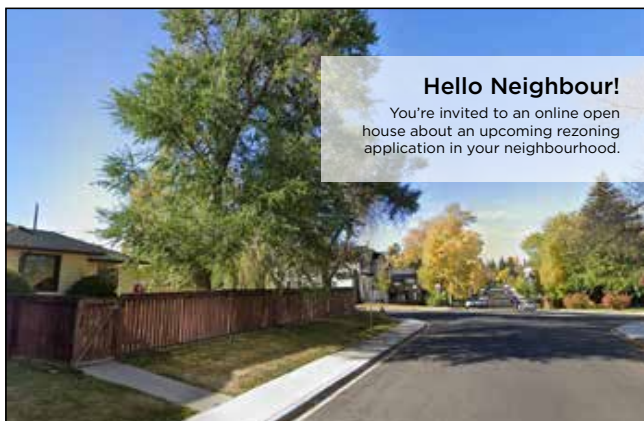 Hello Neighbour!
You're invited to an online open
house about an upcoming rezoning
application in your neighbourhood.